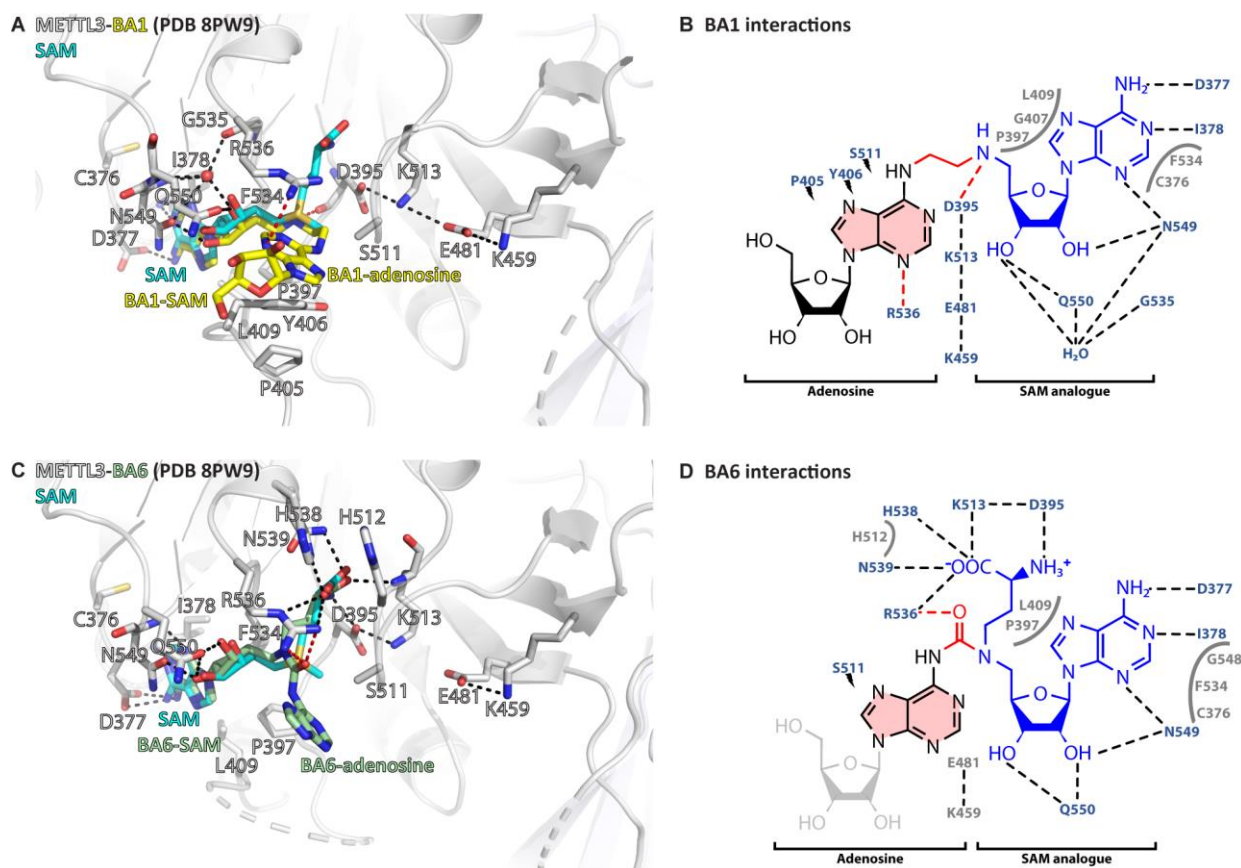 A METTL3-BA1 (PDB 8PW9)
SAM
G535
R536
I378
C376
Q550
F534
D395
K513
N549
D377
S511
E481
K459
SAM
BA1-adenosine
BA1-SAM
P397
L409
Y406
P405
B BA1 interactions
NH₂
D377
L409
G407
P397
H
N
N
N
I378
S511
HN
N
N
F534
C376
P405
Y406
D395
O
N
N
N
N549
HO
N
N
OH
OH
K513
O
R536
Q550
G535
E481
HO
OH
H₂O
K459
Adenosine
SAM analogue
C METTL3-BA6 (PDB 8PW9)
SAM
H538
H512
N539
I378
R536
C376
D395
K513
Q550
F534
N549
S511
E481
K459
D377
SAM
P397
BA6-SAM
BA6-adenosine
L409
D BA6 interactions
K513
D395
H538
H512
N539
⁻OOC
NH₃⁺
NH₂
D377
R536
O
L409
P397
N
N
I378
G548
S511
HN
N
N
N
F534
C376
N
N
O
N549
HO
N
N
E481
HO
OH
O
K459
Q550
HO
OH
Adenosine
SAM analogue